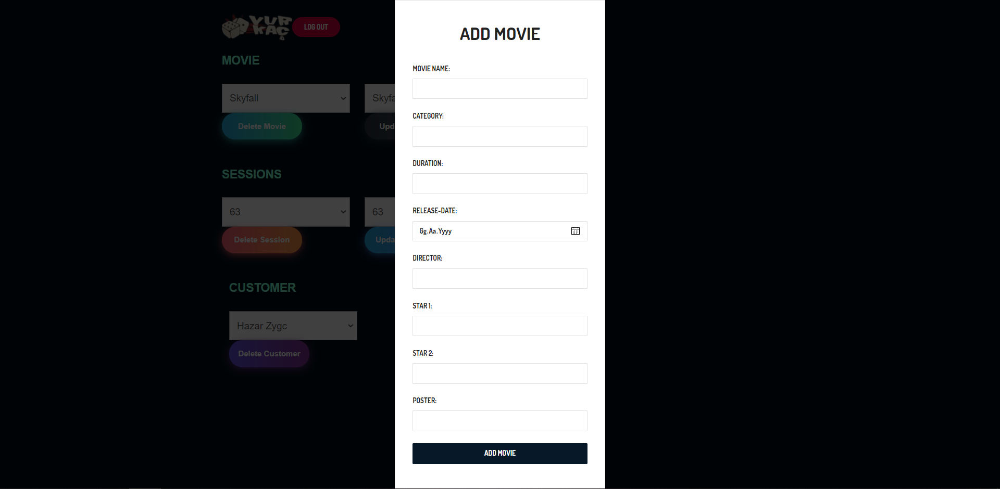 YUR
KAÇ
LOG OUT
MOVIE
Skyfall
Delete Movie
Skyfa
Upd
SESSIONS
63
Delete Session
63
Upda
CUSTOMER
Hazar Zygc
Delete Customer
ADD MOVIE
MOVIE NAME:
CATEGORY:
DURATION:
RELEASE-DATE:
Gg.Aa.Yyyy
DIRECTOR:
STAR 1:
STAR 2:
POSTER:
ADD MOVIE